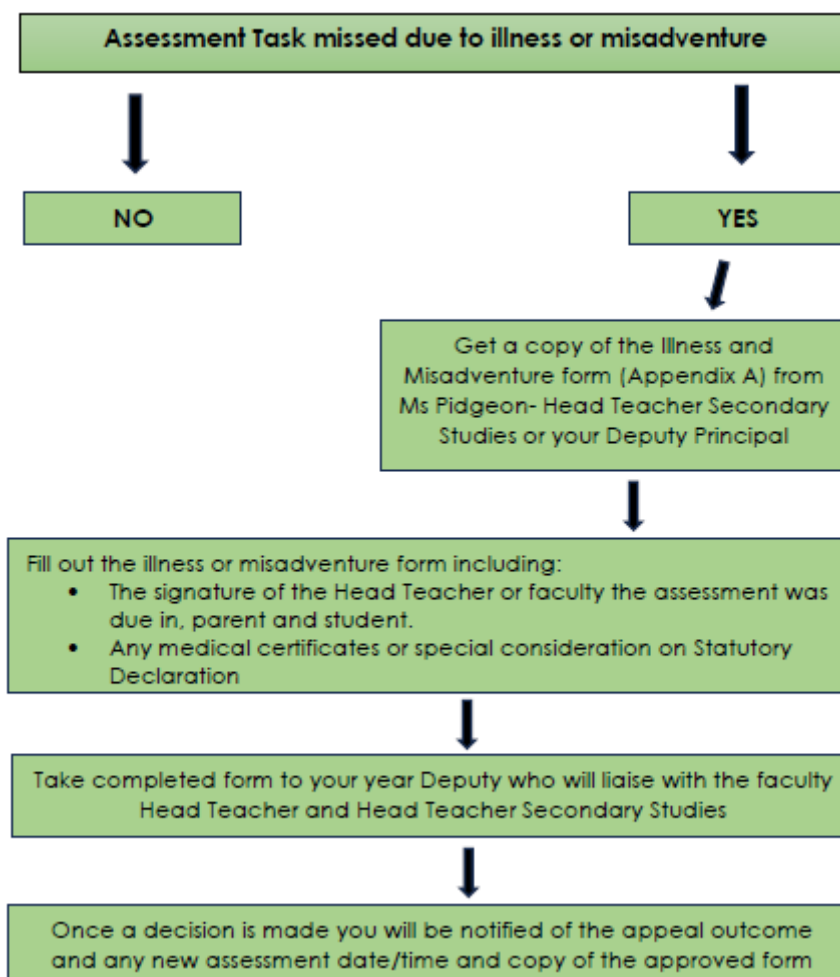 Assessment Task missed due to illness or misadventure
NO
YES
Get a copy of the Illness and
Misadventure form (Appendix A) from
Ms Pidgeon- Head Teacher Secondary
Studies or your Deputy Principal
Fill out the illness or misadventure form including:
• The signature of the Head Teacher or faculty the assessment was
due in, parent and student.
• Any medical certificates or special consideration on Statutory
Declaration
Take completed form to your year Deputy who will liaise with the faculty
Head Teacher and Head Teacher Secondary Studies
Once a decision is made you will be notified of the appeal outcome
and any new assessment date/time and copy of the approved form